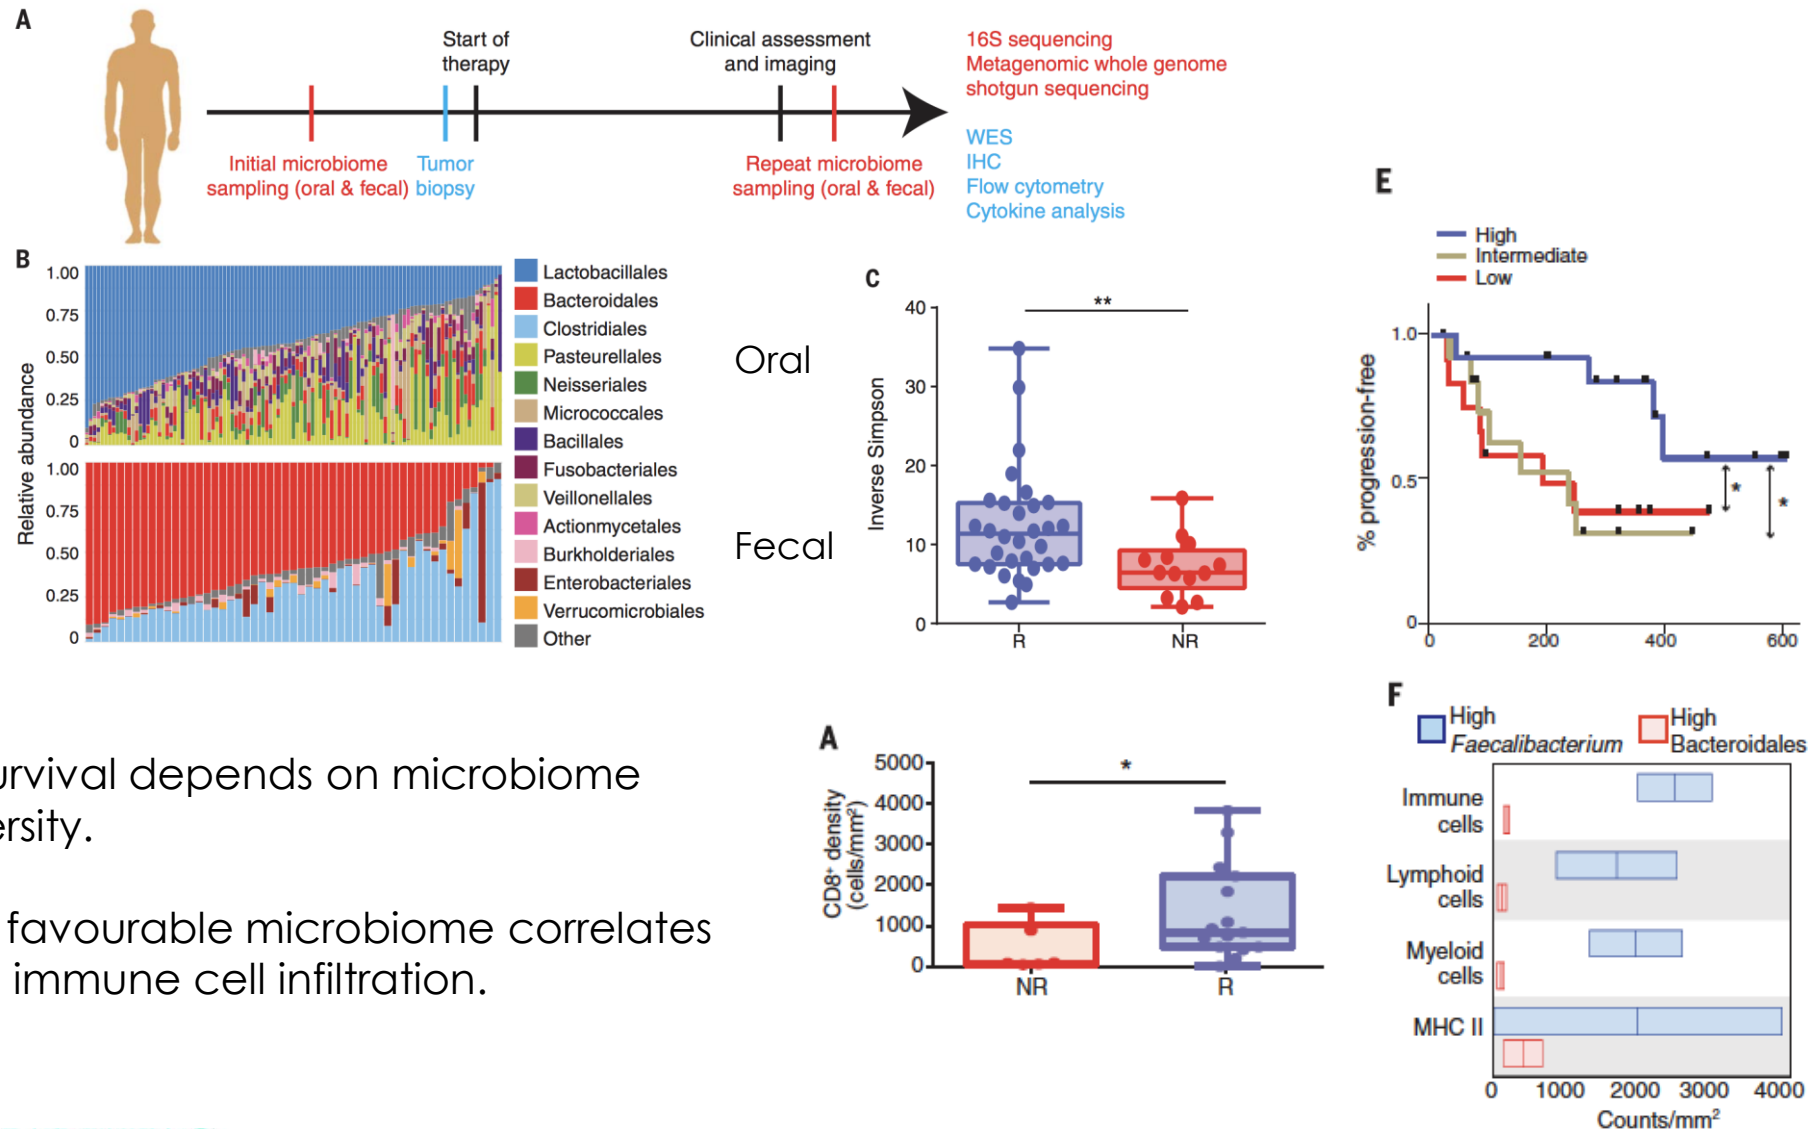 A
Start of
therapy
Clinical assessment
and imaging
Initial microbiome
sampling (oral & fecal)
Tumor
biopsy
Repeat microbiome
sampling (oral & fecal)
16S sequencing
Metagenomic whole genome
shotgun sequencing
WES
IHC
Flow cytometry
Cytokine analysis
B
Relative abundance
1.00
0.75
0.50
0.25
0
1.00
0.75
0.50
0.25
0
Lactobacillales
Bacteroidales
Clostridiales
Pasteurellales
Neisseriales
Micrococcales
Bacillales
Fusobacteriales
Veillonellales
Actionmycetales
Burkholderiales
Enterobacteriales
Verrucomicrobiales
Other
Oral
Fecal
C
**
Inverse Simpson
40
30
20
10
0
R
NR
E
High
Intermediate
Low
% progression-free
1.0
0.5
0
*
*
0
200
400
600
urvival depends on microbiome
ersity.
favourable microbiome correlates
immune cell infiltration.
A
*
CD8+ density
(cells/mm²)
5000
4000
3000
2000
1000
0
NR
R
F
High
Faecalibacterium
High
Bacteroidales
Immune
cells
Lymphoid
cells
Myeloid
cells
MHC II
0
1000
2000
3000
4000
Counts/mm²